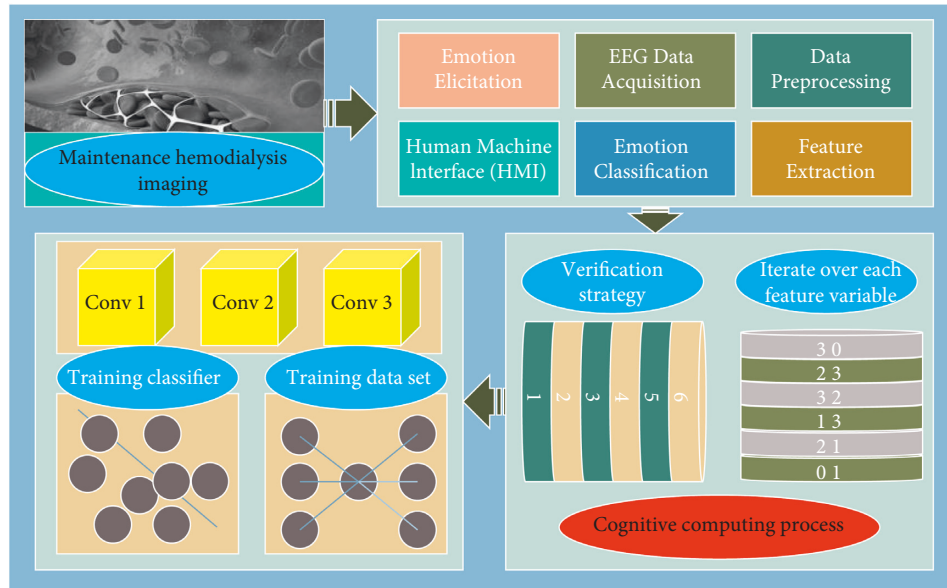 Maintenance hemodialysis
imaging
Emotion
Elicitation
EEG Data
Acquisition
Data
Preprocessing
Human Machine
Interface (HMI)
Emotion
Classification
Feature
Extraction
Verification
strategy
Iterate over each
feature variable
1 2 3 4 5 6
3 0
2 3
3 2
1 3
2 1
0 1
Cognitive computing process
Conv 1
Conv 2
Conv 3
Training classifier
Training data set